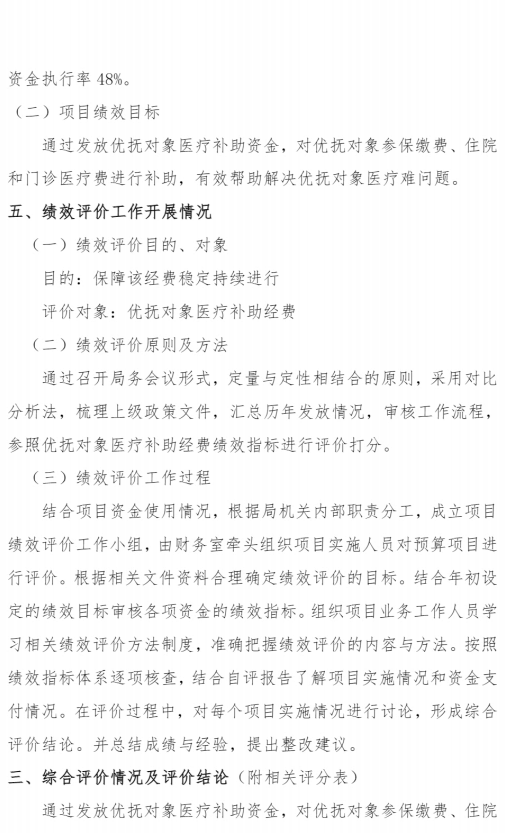 资金执行率 48%。
（二）项目绩效目标
通过发放优抚对象医疗补助资金，对优抚对象参保缴费、住院
和门诊医疗费进行补助，有效帮助解决优抚对象医疗难问题。
五、绩效评价工作开展情况
（一）绩效评价目的、对象
目的：保障该经费稳定持续进行
评价对象：优抚对象医疗补助经费
（二）绩效评价原则及方法
通过召开局务会议形式，定量与定性相结合的原则，采用对比
分析法，梳理上级政策文件，汇总历年发放情况，审核工作流程，
参照优抚对象医疗补助经费绩效指标进行评价打分。
（三）绩效评价工作过程
结合项目资金使用情况，根据局机关内部职责分工，成立项目
绩效评价工作小组，由财务室牵头组织项目实施人员对预算项目进
行评价。根据相关文件资料合理确定绩效评价的目标。结合年初设
定的绩效目标审核各项资金的绩效指标。组织项目业务工作人员学
习相关绩效评价方法制度，准确把握绩效评价的内容与方法。按照
绩效指标体系逐项核查，结合自评报告了解项目实施情况和资金支
付情况。在评价过程中，对每个项目实施情况进行讨论，形成综合
评价结论。并总结成绩与经验，提出整改建议。
三、综合评价情况及评价结论（附相关评分表）
通过发放优抚对象医疗补助资金，对优抚对象参保缴费、住院